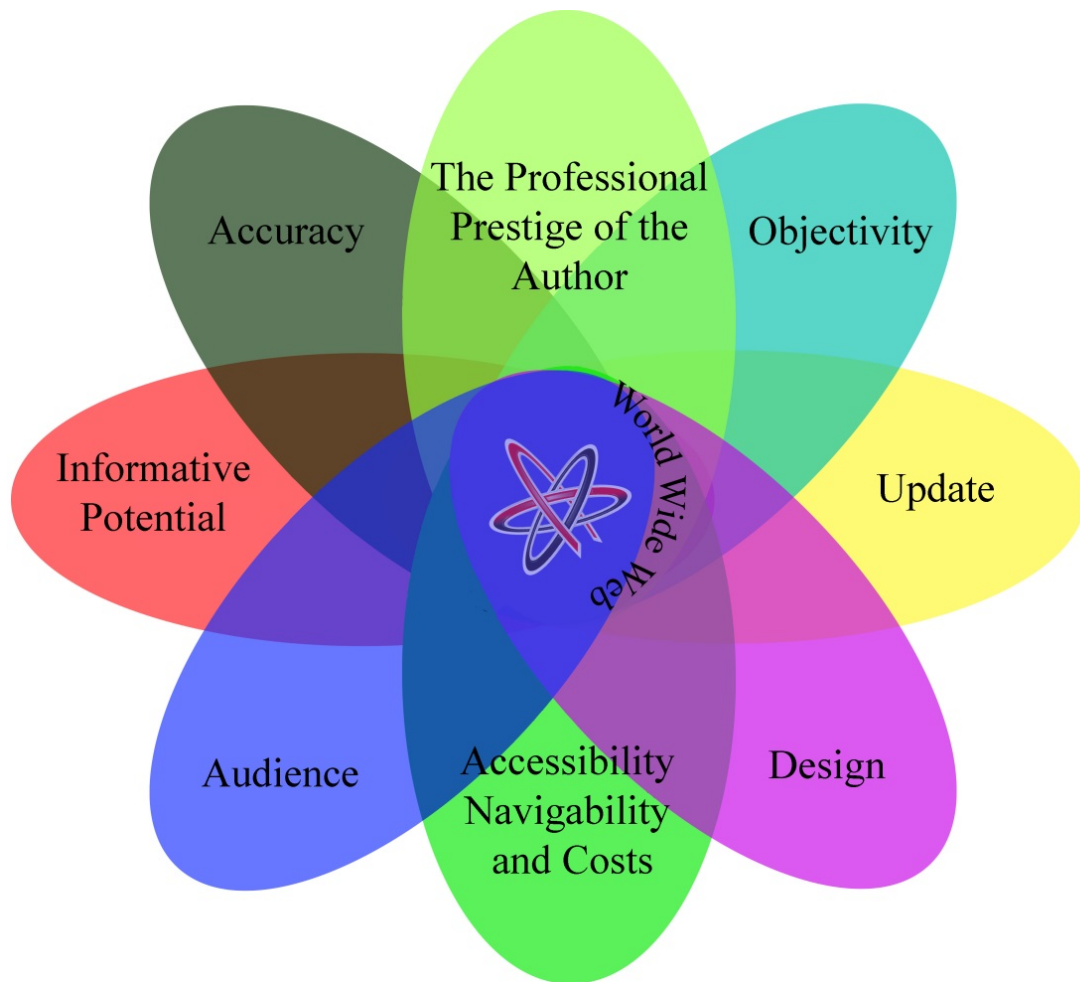 The Professional
Prestige of the
Author
Accuracy
Objectivity
World Wide Web
Informative
Potential
Update
Audience
Accessibility
Navigability
and Costs
Design